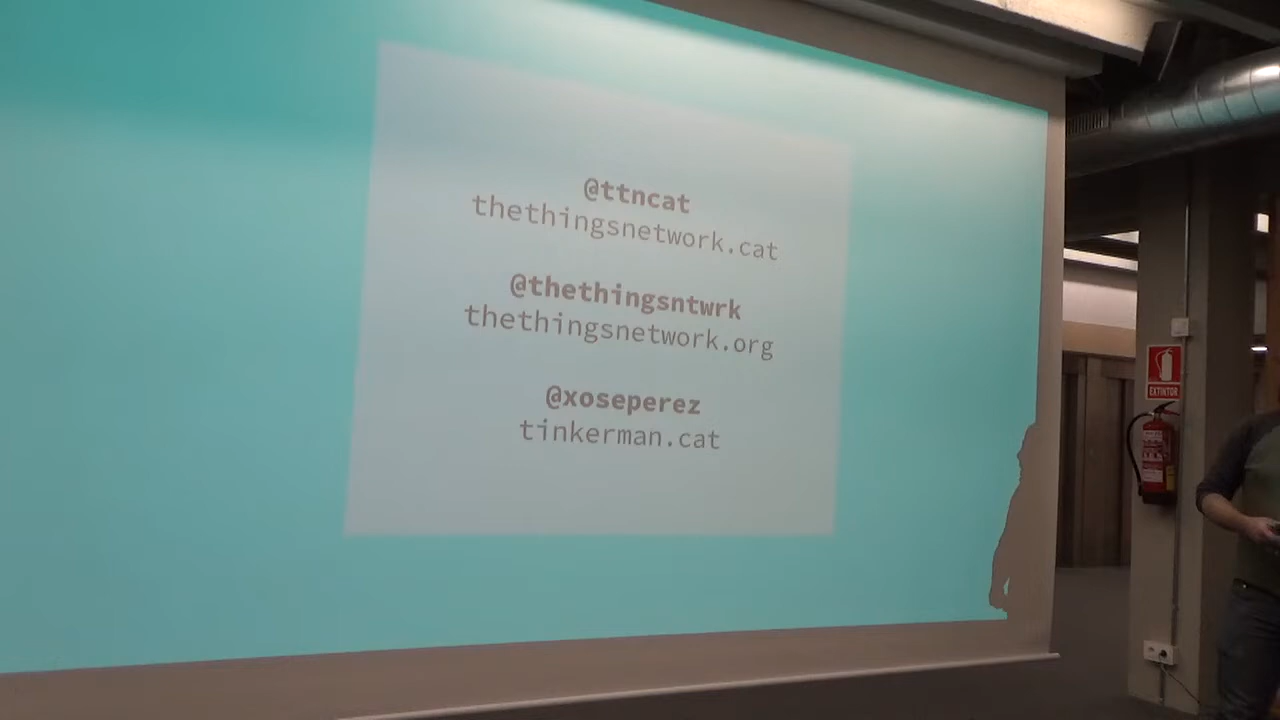 @ttncat
thethingsnetwork.cat
@thethingsntwrk
thethingsnetwork.org
@xoseperez
tinkerman.cat
EXTINTOR